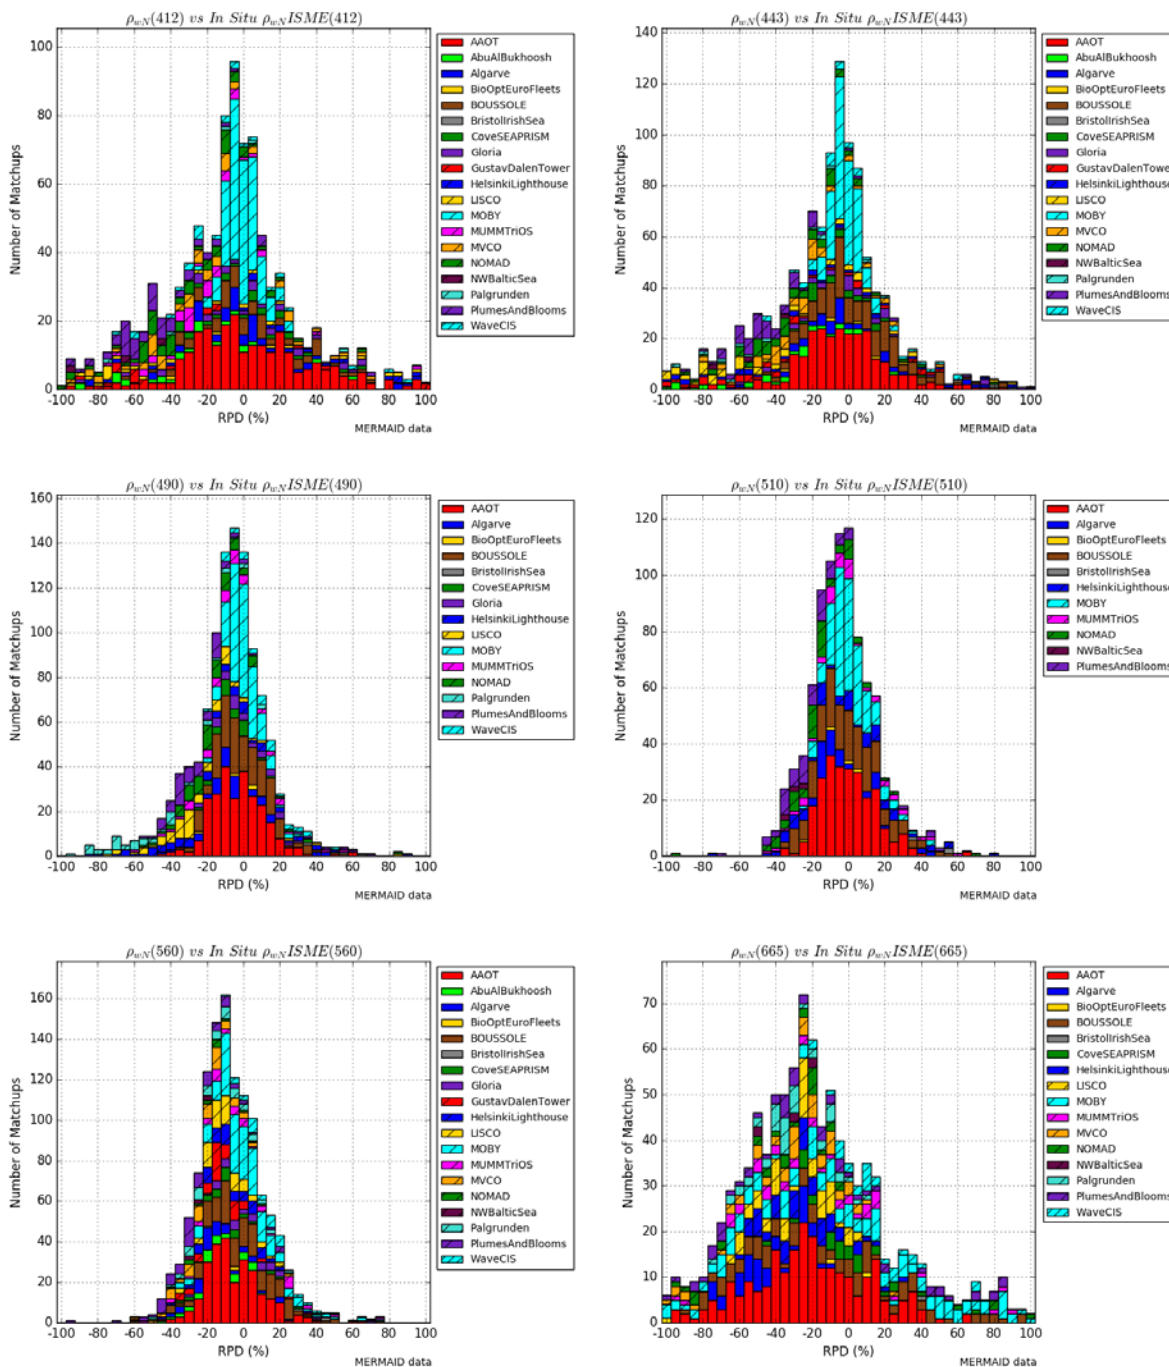 ρwN(412) vs In Situ ρwNISME(412)
Number of Matchups
100
80
60
40
20
0
-100 -80 -60 -40 -20 0 20 40 60 80 100
RPD (%)
MERMAID data
AAOT
AbuAlBukhoosh
Algarve
BioOptEuroFleets
BOUSSOLE
BristolIrishSea
CoveSEAPRISM
Gloria
GustavDalenTower
HelsinkiLighthouse
LISCO
MOBY
MUMMTriOS
MVCO
NOMAD
NWBalticSea
Palgrunden
PlumesAndBlooms
WaveCIS
ρwN(443) vs In Situ ρwNISME(443)
Number of Matchups
140
120
100
80
60
40
20
0
-100 -80 -60 -40 -20 0 20 40 60 80 100
RPD (%)
MERMAID data
AAOT
AbuAlBukhoosh
Algarve
BioOptEuroFleets
BOUSSOLE
BristolIrishSea
CoveSEAPRISM
Gloria
GustavDalenTower
HelsinkiLighthouse
LISCO
MOBY
MUMMTriOS
MVCO
NOMAD
NWBalticSea
Palgrunden
PlumesAndBlooms
WaveCIS
ρwN(490) vs In Situ ρwNISME(490)
Number of Matchups
160
140
120
100
80
60
40
20
0
-100 -80 -60 -40 -20 0 20 40 60 80 100
RPD (%)
MERMAID data
AAOT
Algarve
BioOptEuroFleets
BOUSSOLE
BristolIrishSea
CoveSEAPRISM
Gloria
HelsinkiLighthouse
LISCO
MOBY
MUMMTriOS
NOMAD
Palgrunden
PlumesAndBlooms
WaveCIS
ρwN(510) vs In Situ ρwNISME(510)
Number of Matchups
120
100
80
60
40
20
0
-100 -80 -60 -40 -20 0 20 40 60 80 100
RPD (%)
MERMAID data
AAOT
Algarve
BioOptEuroFleets
BOUSSOLE
BristolIrishSea
HelsinkiLighthouse
MOBY
MUMMTriOS
NOMAD
NWBalticSea
PlumesAndBlooms
ρwN(560) vs In Situ ρwNISME(560)
Number of Matchups
160
140
120
100
80
60
40
20
0
-100 -80 -60 -40 -20 0 20 40 60 80 100
RPD (%)
MERMAID data
AAOT
AbuAlBukhoosh
Algarve
BioOptEuroFleets
BOUSSOLE
BristolIrishSea
CoveSEAPRISM
Gloria
GustavDalenTower
HelsinkiLighthouse
LISCO
MOBY
MUMMTriOS
MVCO
NOMAD
NWBalticSea
Palgrunden
PlumesAndBlooms
WaveCIS
ρwN(665) vs In Situ ρwNISME(665)
Number of Matchups
70
60
50
40
30
20
10
0
-100 -80 -60 -40 -20 0 20 40 60 80 100
RPD (%)
MERMAID data
AAOT
Algarve
BioOptEuroFleets
BOUSSOLE
BristolIrishSea
CoveSEAPRISM
HelsinkiLighthouse
LISCO
MOBY
MUMMTriOS
MVCO
NOMAD
NWBalticSea
Palgrunden
PlumesAndBlooms
WaveCIS